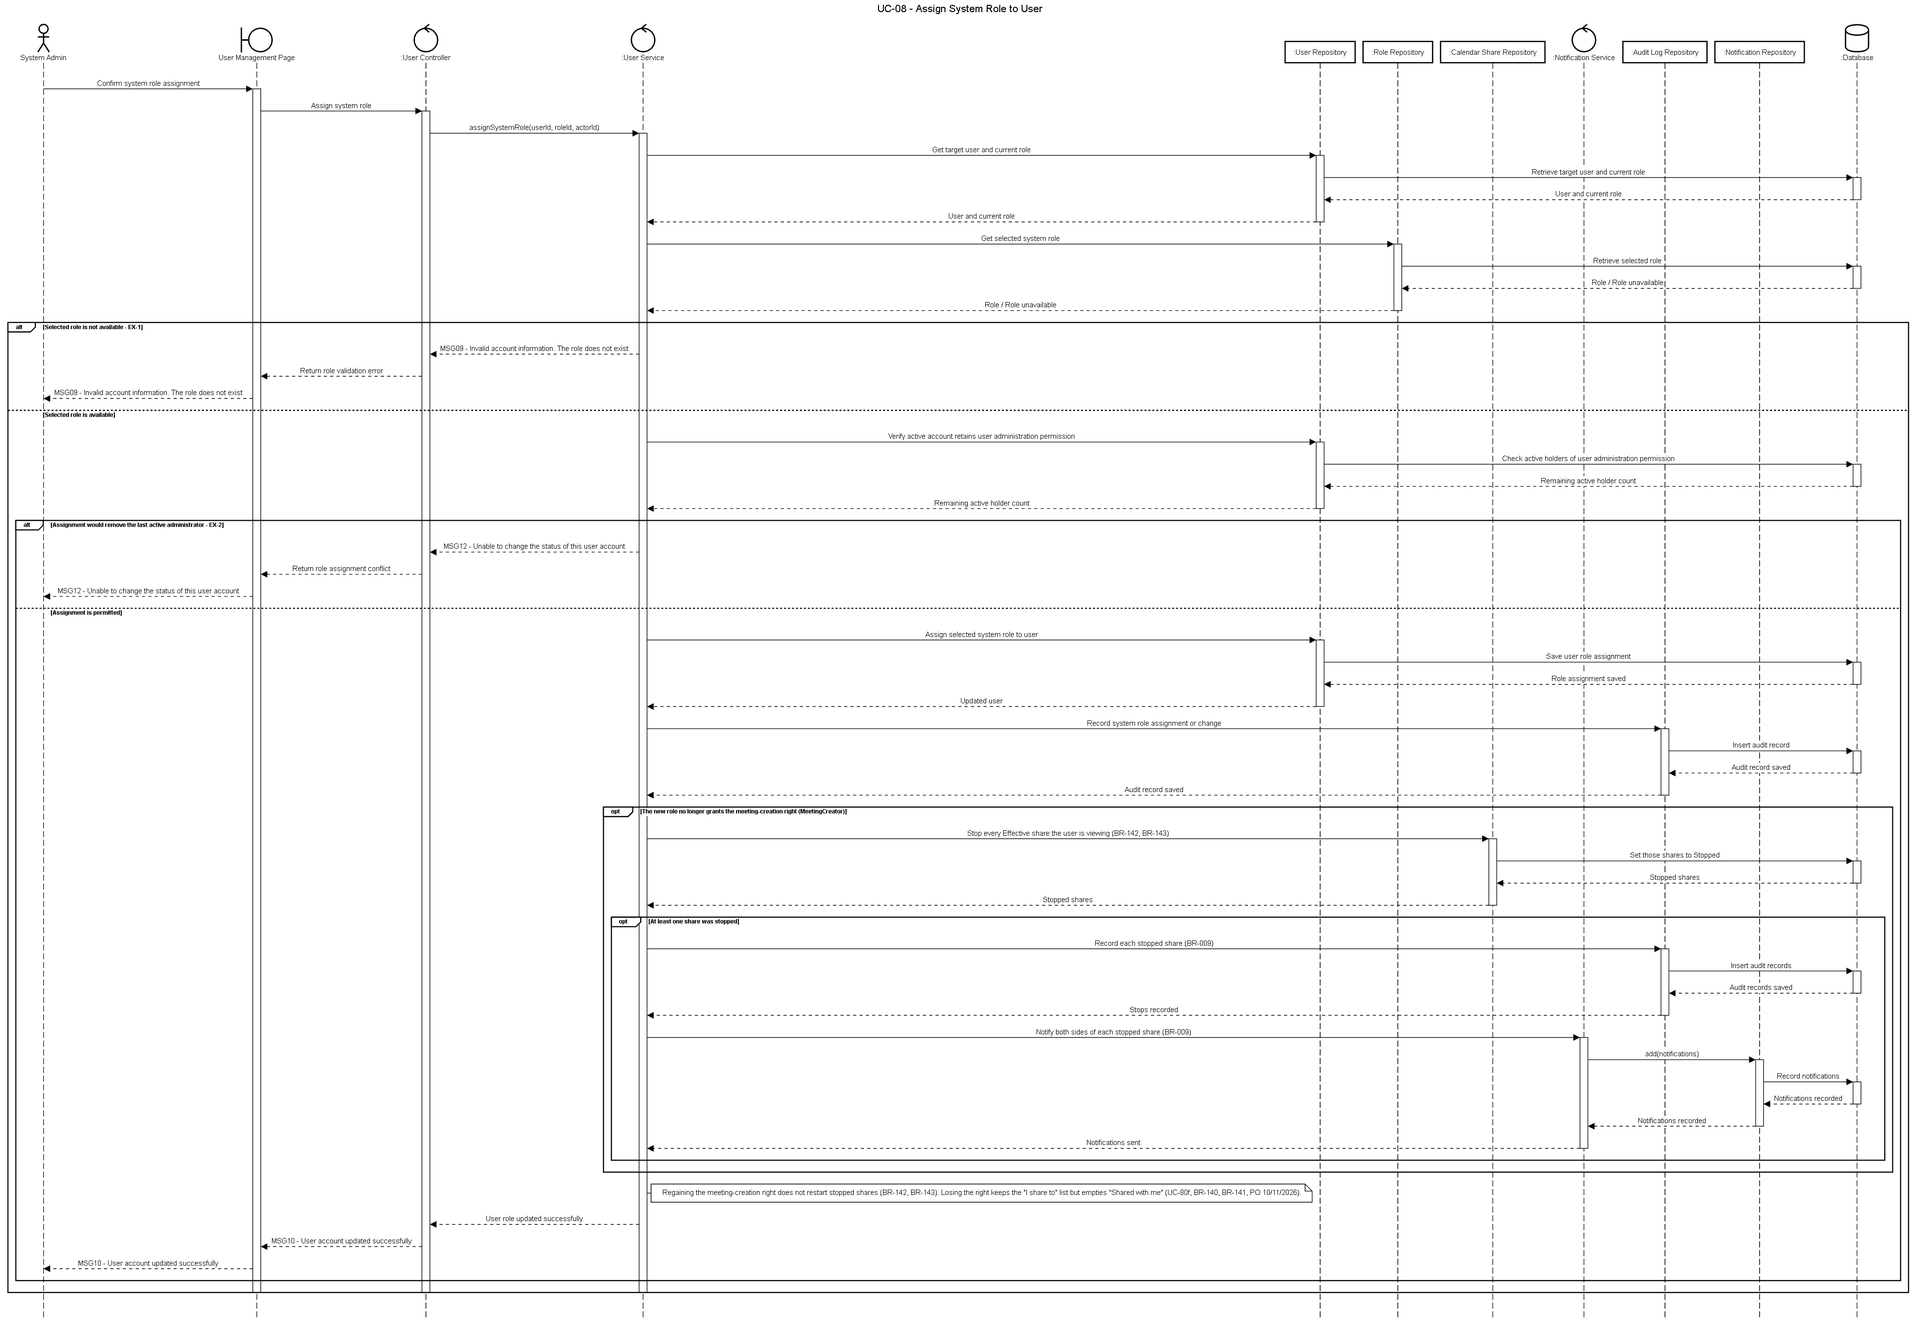 UC-08 - Assign System Role to User
System Admin
User Management Page
:User Controller
:User Service
:User Repository
:Role Repository
:Calendar Share Repository
:Notification Service
:Audit Log Repository
:Notification Repository
:Database
Confirm system role assignment
Assign system role
assignSystemRole(userId, roleId, actorId)
Get target user and current role
Retrieve target user and current role
User and current role
User and current role
Get selected system role
Retrieve selected role
Role / Role unavailable
Role / Role unavailable
alt
[Selected role is not available - EX-1]
MSG09 - Invalid account information. The role does not exist
Return role validation error
MSG09 - Invalid account information. The role does not exist
[Selected role is available]
Verify active account retains user administration permission
Check active holders of user administration permission
Remaining active holder count
Remaining active holder count
alt
[Assignment would remove the last active administrator - EX-2]
MSG12 - Unable to change the status of this user account
Return role assignment conflict
MSG12 - Unable to change the status of this user account
[Assignment is permitted]
Assign selected system role to user
Save user role assignment
Role assignment saved
Updated user
Record system role assignment or change
Insert audit record
Audit record saved
Audit record saved
opt
[The new role no longer grants the meeting-creation right (MeetingCreator)]
Stop every Effective share the user is viewing (BR-142, BR-143)
Set those shares to Stopped
Stopped shares
Stopped shares
opt
[At least one share was stopped]
Record each stopped share (BR-009)
Insert audit records
Audit records saved
Stops recorded
Notify both sides of each stopped share (BR-009)
add(notifications)
Record notifications
Notifications recorded
Notifications recorded
Notifications sent
Regaining the meeting-creation right does not restart stopped shares (BR-142, BR-143). Losing the right keeps the "I share to" list but empties "Shared with me" (UC-80f, BR-140, BR-141, PO 10/11/2026).
User role updated successfully
MSG10 - User account updated successfully
MSG10 - User account updated successfully